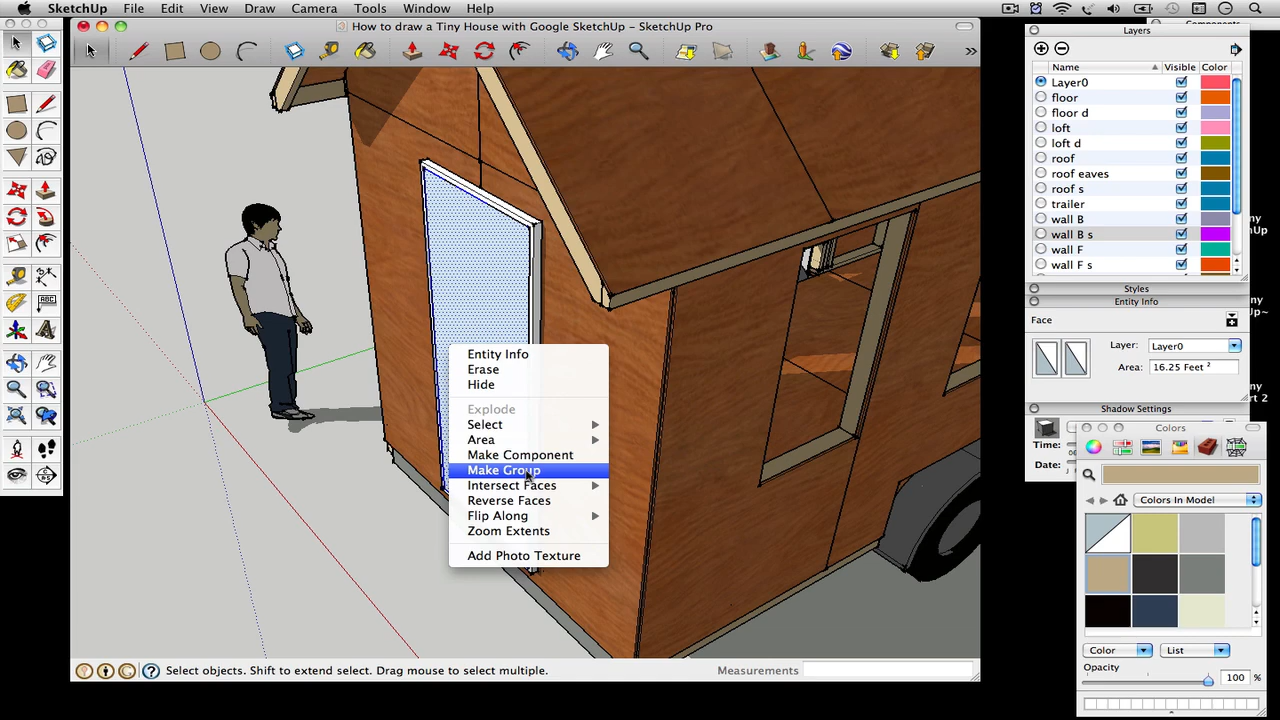 SketchUp File Edit View Draw Camera Tools Window Help
Components
How to draw a Tiny House with Google SketchUp – SketchUp Pro
Layers
Name Visible Color
Layer0
floor
floor d
loft
loft d
roof
roof eaves
roof s
trailer
wall B
wall B s
wall F
wall F s
Styles
Entity Info
Face
Layer: Layer0
Area: 16.25 Feet ²
Shadow Settings
Time:
Date:
Colors
Colors In Model
Color List
Opacity
100 %
Entity Info
Erase
Hide
Explode
Select
Area
Make Component
Make Group
Intersect Faces
Reverse Faces
Flip Along
Zoom Extents
Add Photo Texture
ABC
Select objects. Shift to extend select. Drag mouse to select multiple.
Measurements